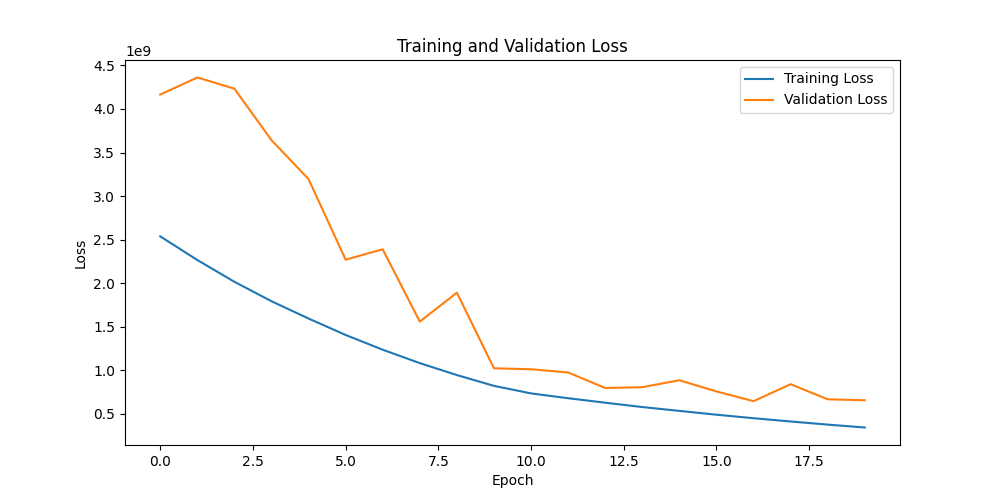 Training and Validation Loss
1e9
4.5
4.0
3.5
3.0
2.5
2.0
1.5
1.0
0.5
Loss
Training Loss
Validation Loss
0.0 2.5 5.0 7.5 10.0 12.5 15.0 17.5
Epoch